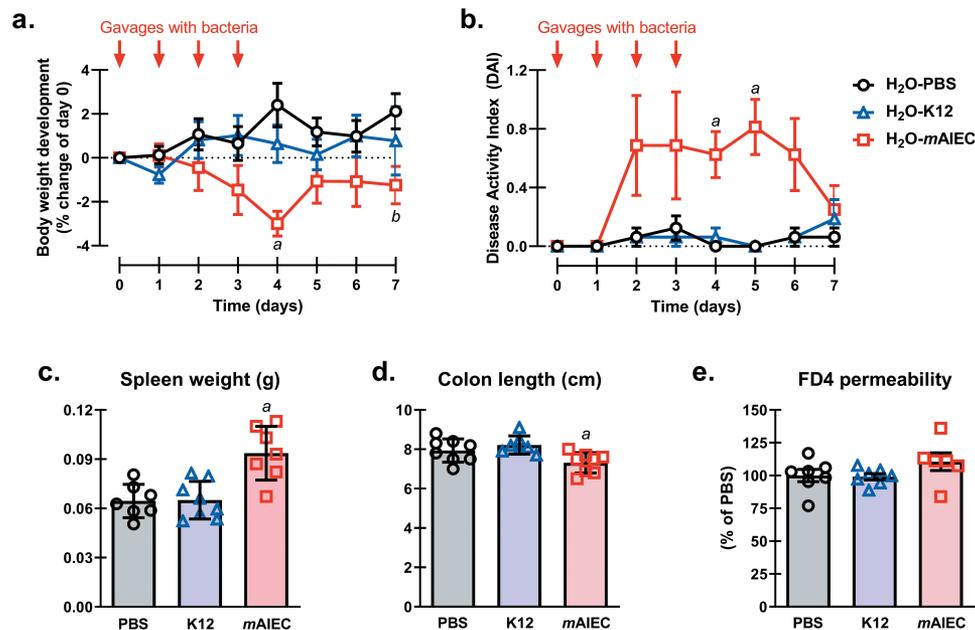 a.
Gavages with bacteria
Body weight development
(% change of day 0)
4
2
0
-2
-4
a
b
0 1 2 3 4 5 6 7
Time (days)
b.
Gavages with bacteria
Disease Activity Index (DAI)
1.2
0.8
0.4
0.0
a
a
0 1 2 3 4 5 6 7
Time (days)
H₂O-PBS
H₂O-K12
H₂O-mAIEC
c.
Spleen weight (g)
0.12
0.09
0.06
0.03
0.00
a
PBS K12 mAIEC
d.
Colon length (cm)
10
8
6
4
2
0
a
PBS K12 mAIEC
e.
FD4 permeability
(% of PBS)
150
125
100
75
50
25
0
PBS K12 mAIEC